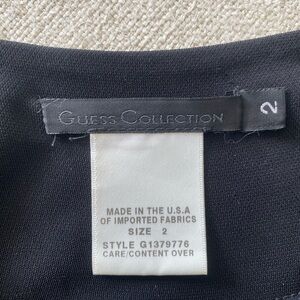 GUESS COLLECTION
2
MADE IN THE U.S.A
OF IMPORTED FABRICS
SIZE 2
STYLE G1379776
CARE/CONTENT OVER